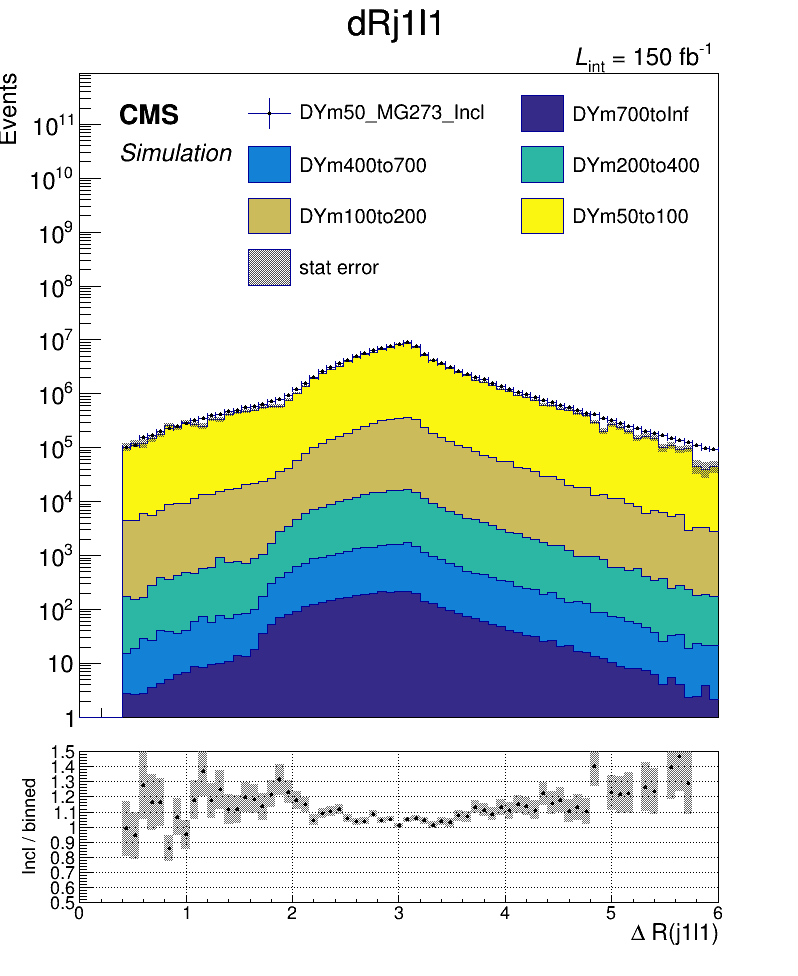 dRj1l1
L_int = 150 fb^-1
Events
CMS
Simulation
DYm50_MG273_Incl
DYm700toInf
DYm400to700
DYm200to400
DYm100to200
DYm50to100
stat error
10^11
10^10
10^9
10^8
10^7
10^6
10^5
10^4
10^3
10^2
10
1
Incl / binned
1.5
1.4
1.3
1.2
1.1
1
0.9
0.8
0.7
0.6
0.5
0 1 2 3 4 5 6
Δ R(j1l1)